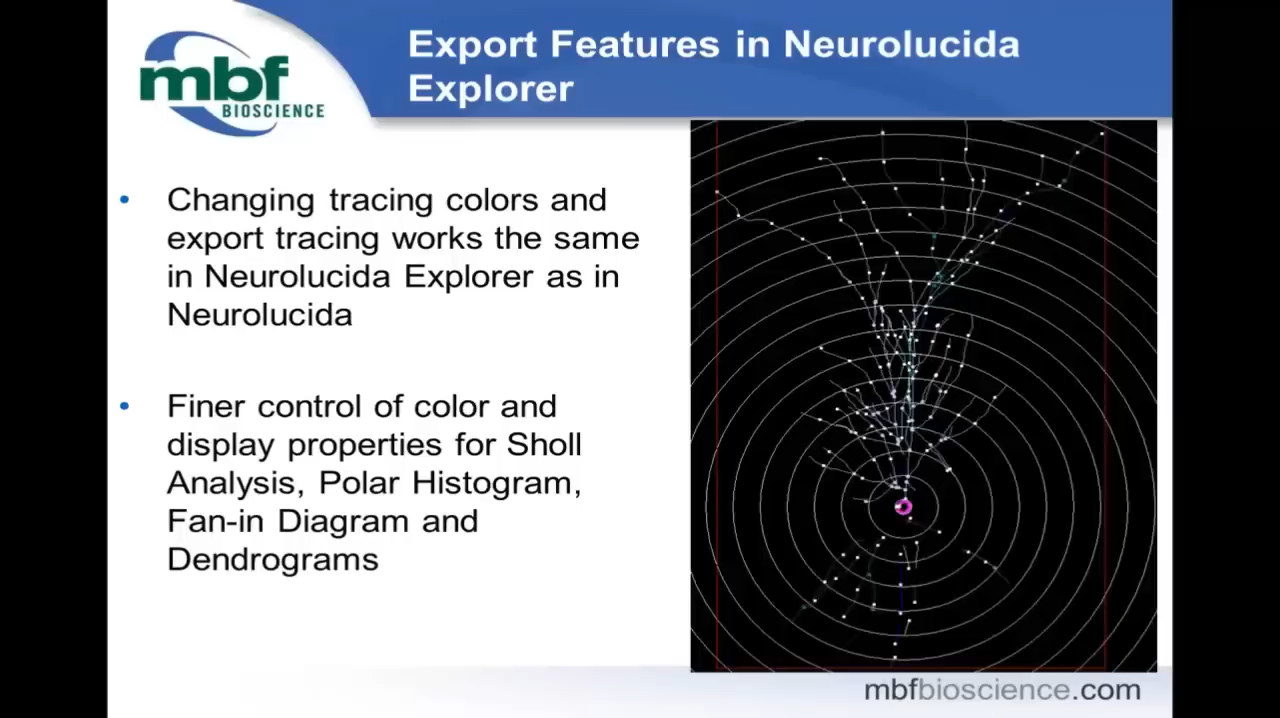 mbf
BIOSCIENCE
Export Features in Neurolucida
Explorer
• Changing tracing colors and
export tracing works the same
in Neurolucida Explorer as in
Neurolucida
• Finer control of color and
display properties for Sholl
Analysis, Polar Histogram,
Fan-in Diagram and
Dendrograms
mbfbioscience.com